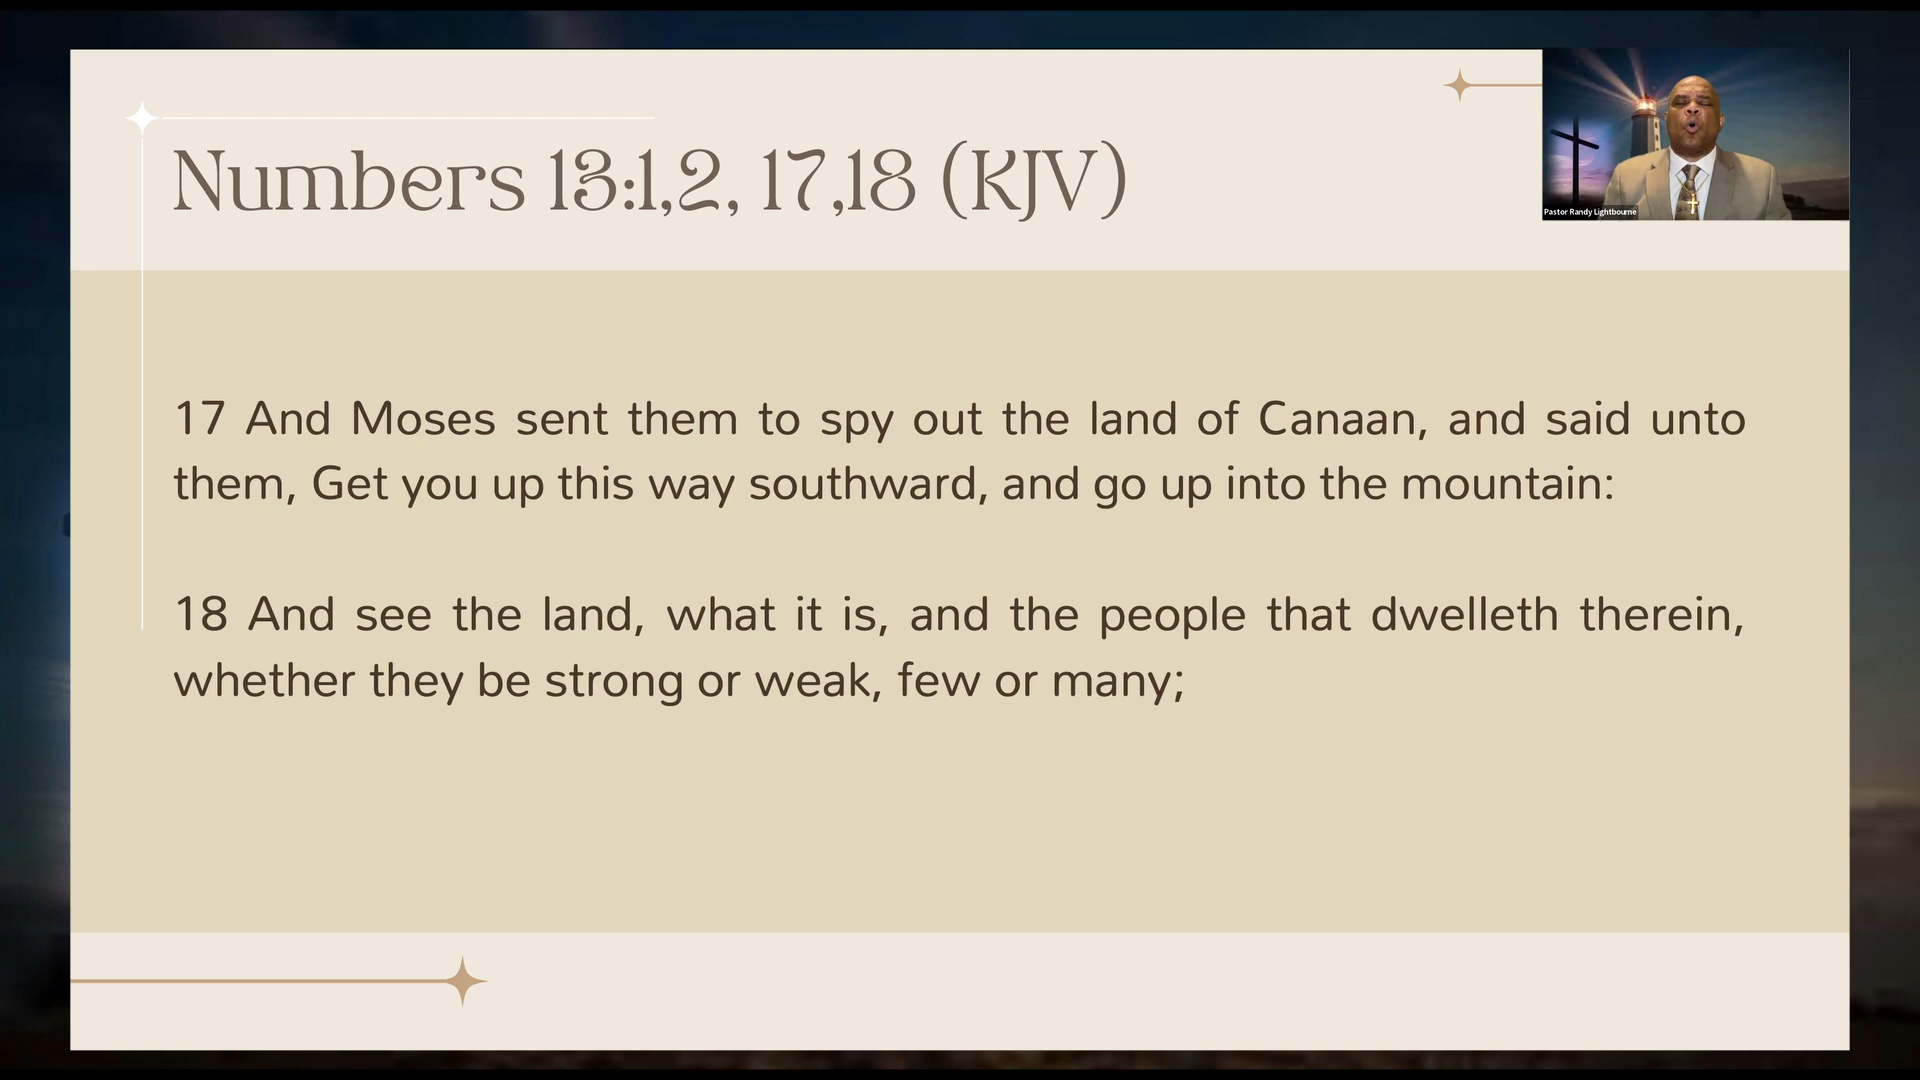 Numbers 13:1,2, 17,18 (KJV)
Pastor Randy Lightbourne
17 And Moses sent them to spy out the land of Canaan, and said unto
them, Get you up this way southward, and go up into the mountain:
18 And see the land, what it is, and the people that dwelleth therein,
whether they be strong or weak, few or many;